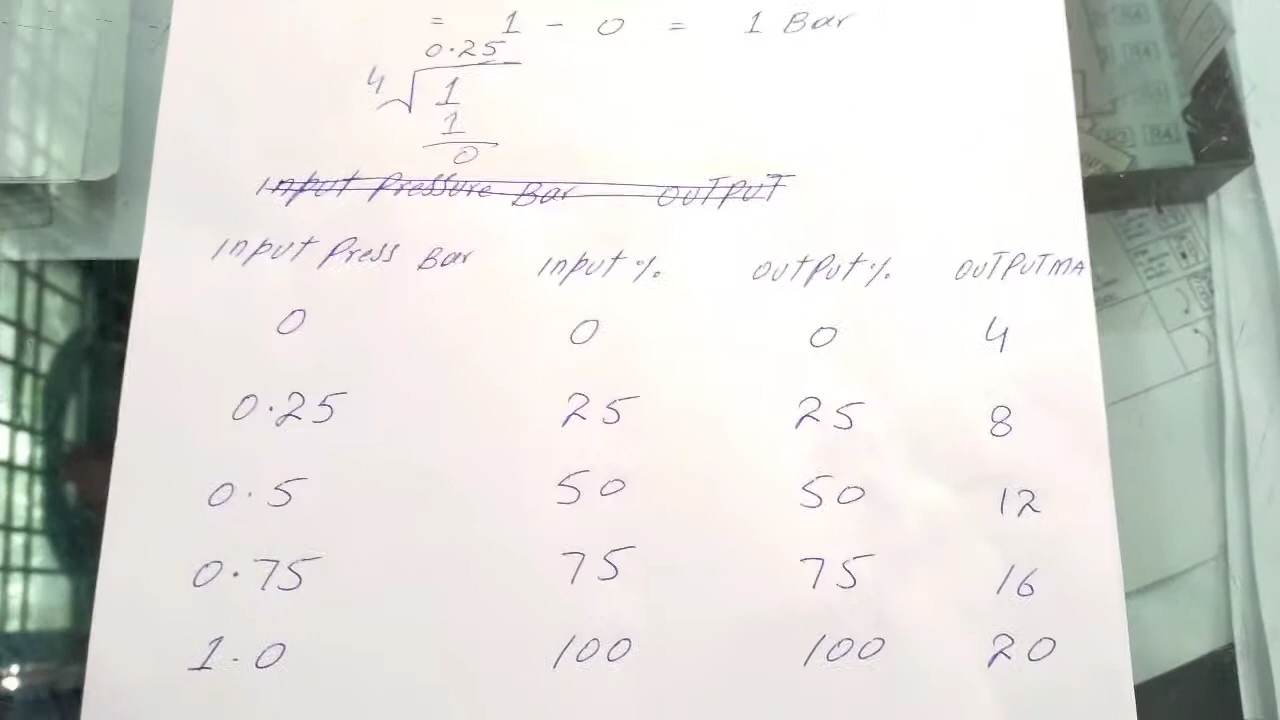 = 1 - 0 = 1 Bar
0.25
4 √ 1
1
0
Input Pressure Bar OUTPUT
Input Press Bar Input % OUTPUT % OUTPUT MA
0 0 0 4
0.25 25 25 8
0.5 50 50 12
0.75 75 75 16
1.0 100 100 20